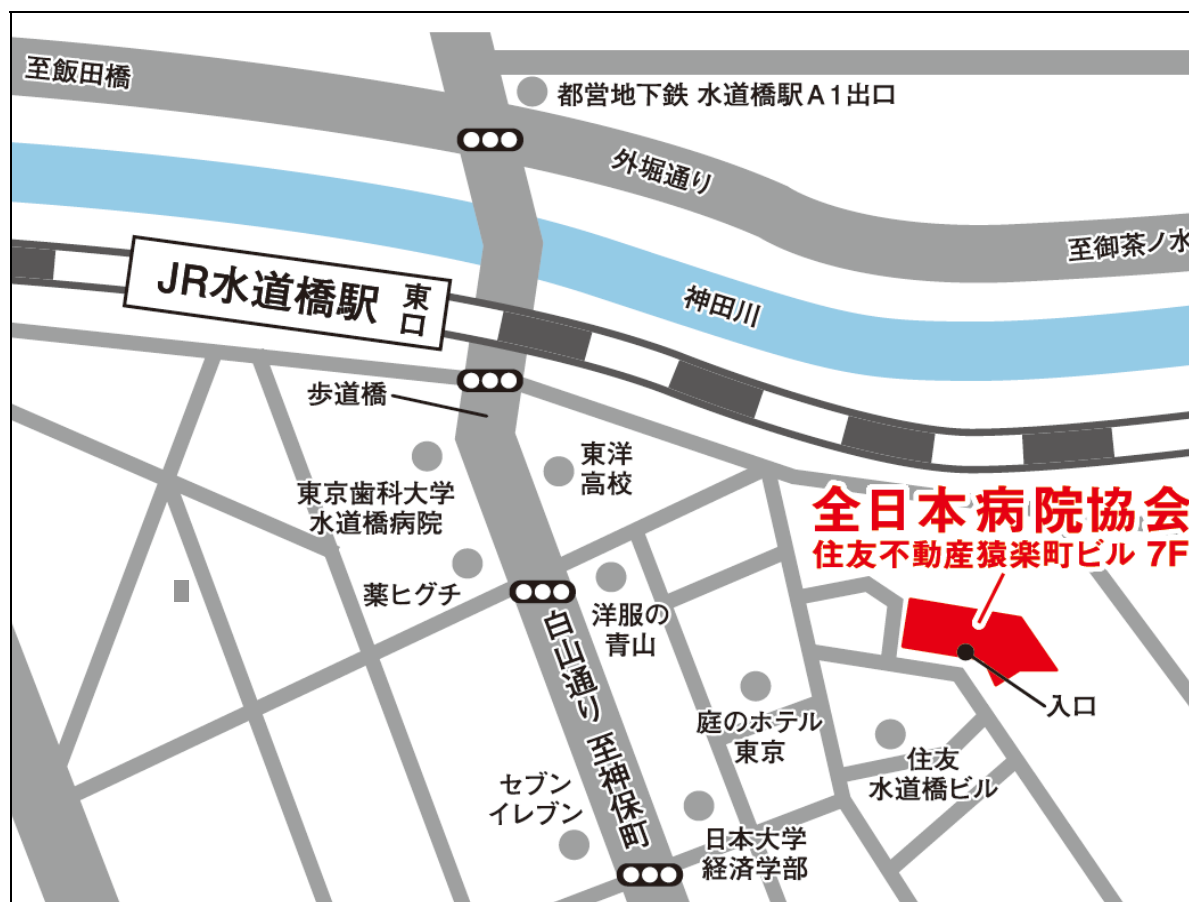 至飯田橋
都営地下鉄 水道橋駅A1出口
外堀通り
至御茶ノ水
JR水道橋駅
東口
神田川
歩道橋
東洋
高校
東京歯科大学
水道橋病院
全日本病院協会
住友不動産猿楽町ビル 7F
薬ヒグチ
洋服の
青山
白山通り 至神保町
入口
庭のホテル
東京
住友
水道橋ビル
セブン
イレブン
日本大学
経済学部